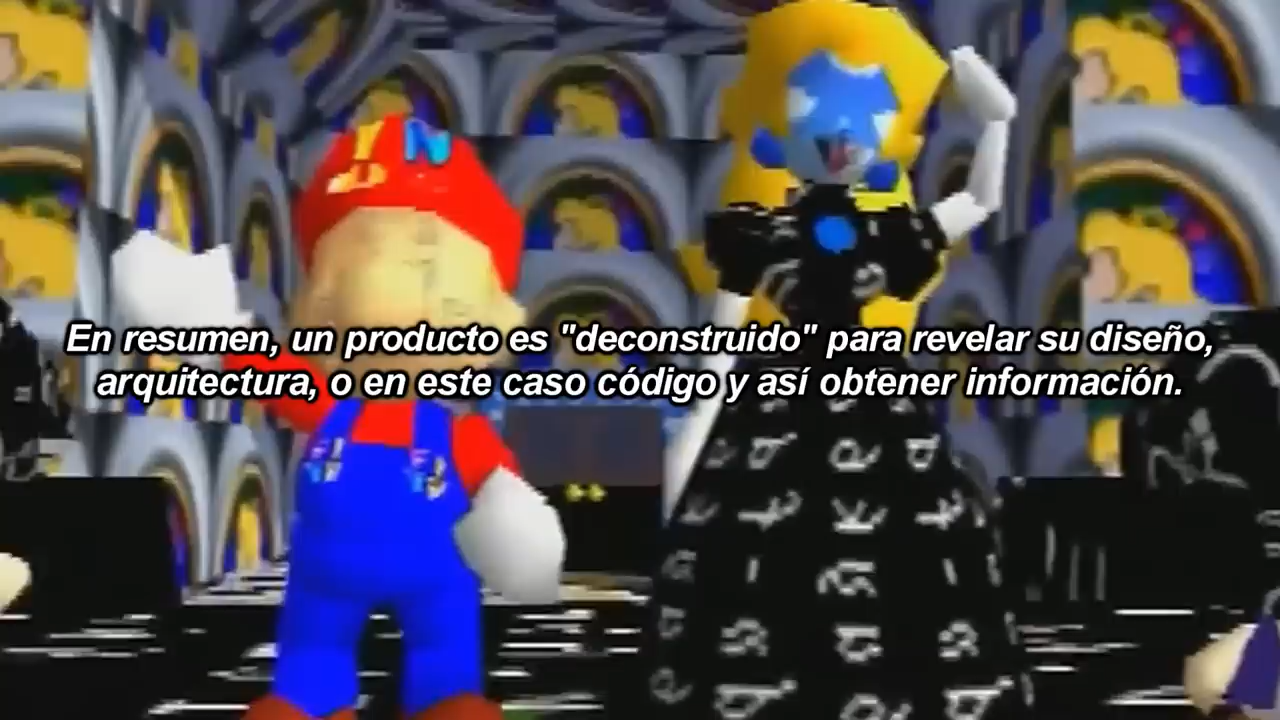 En resumen, un producto es "deconstruido" para revelar su diseño,
arquitectura, o en este caso código y así obtener información.